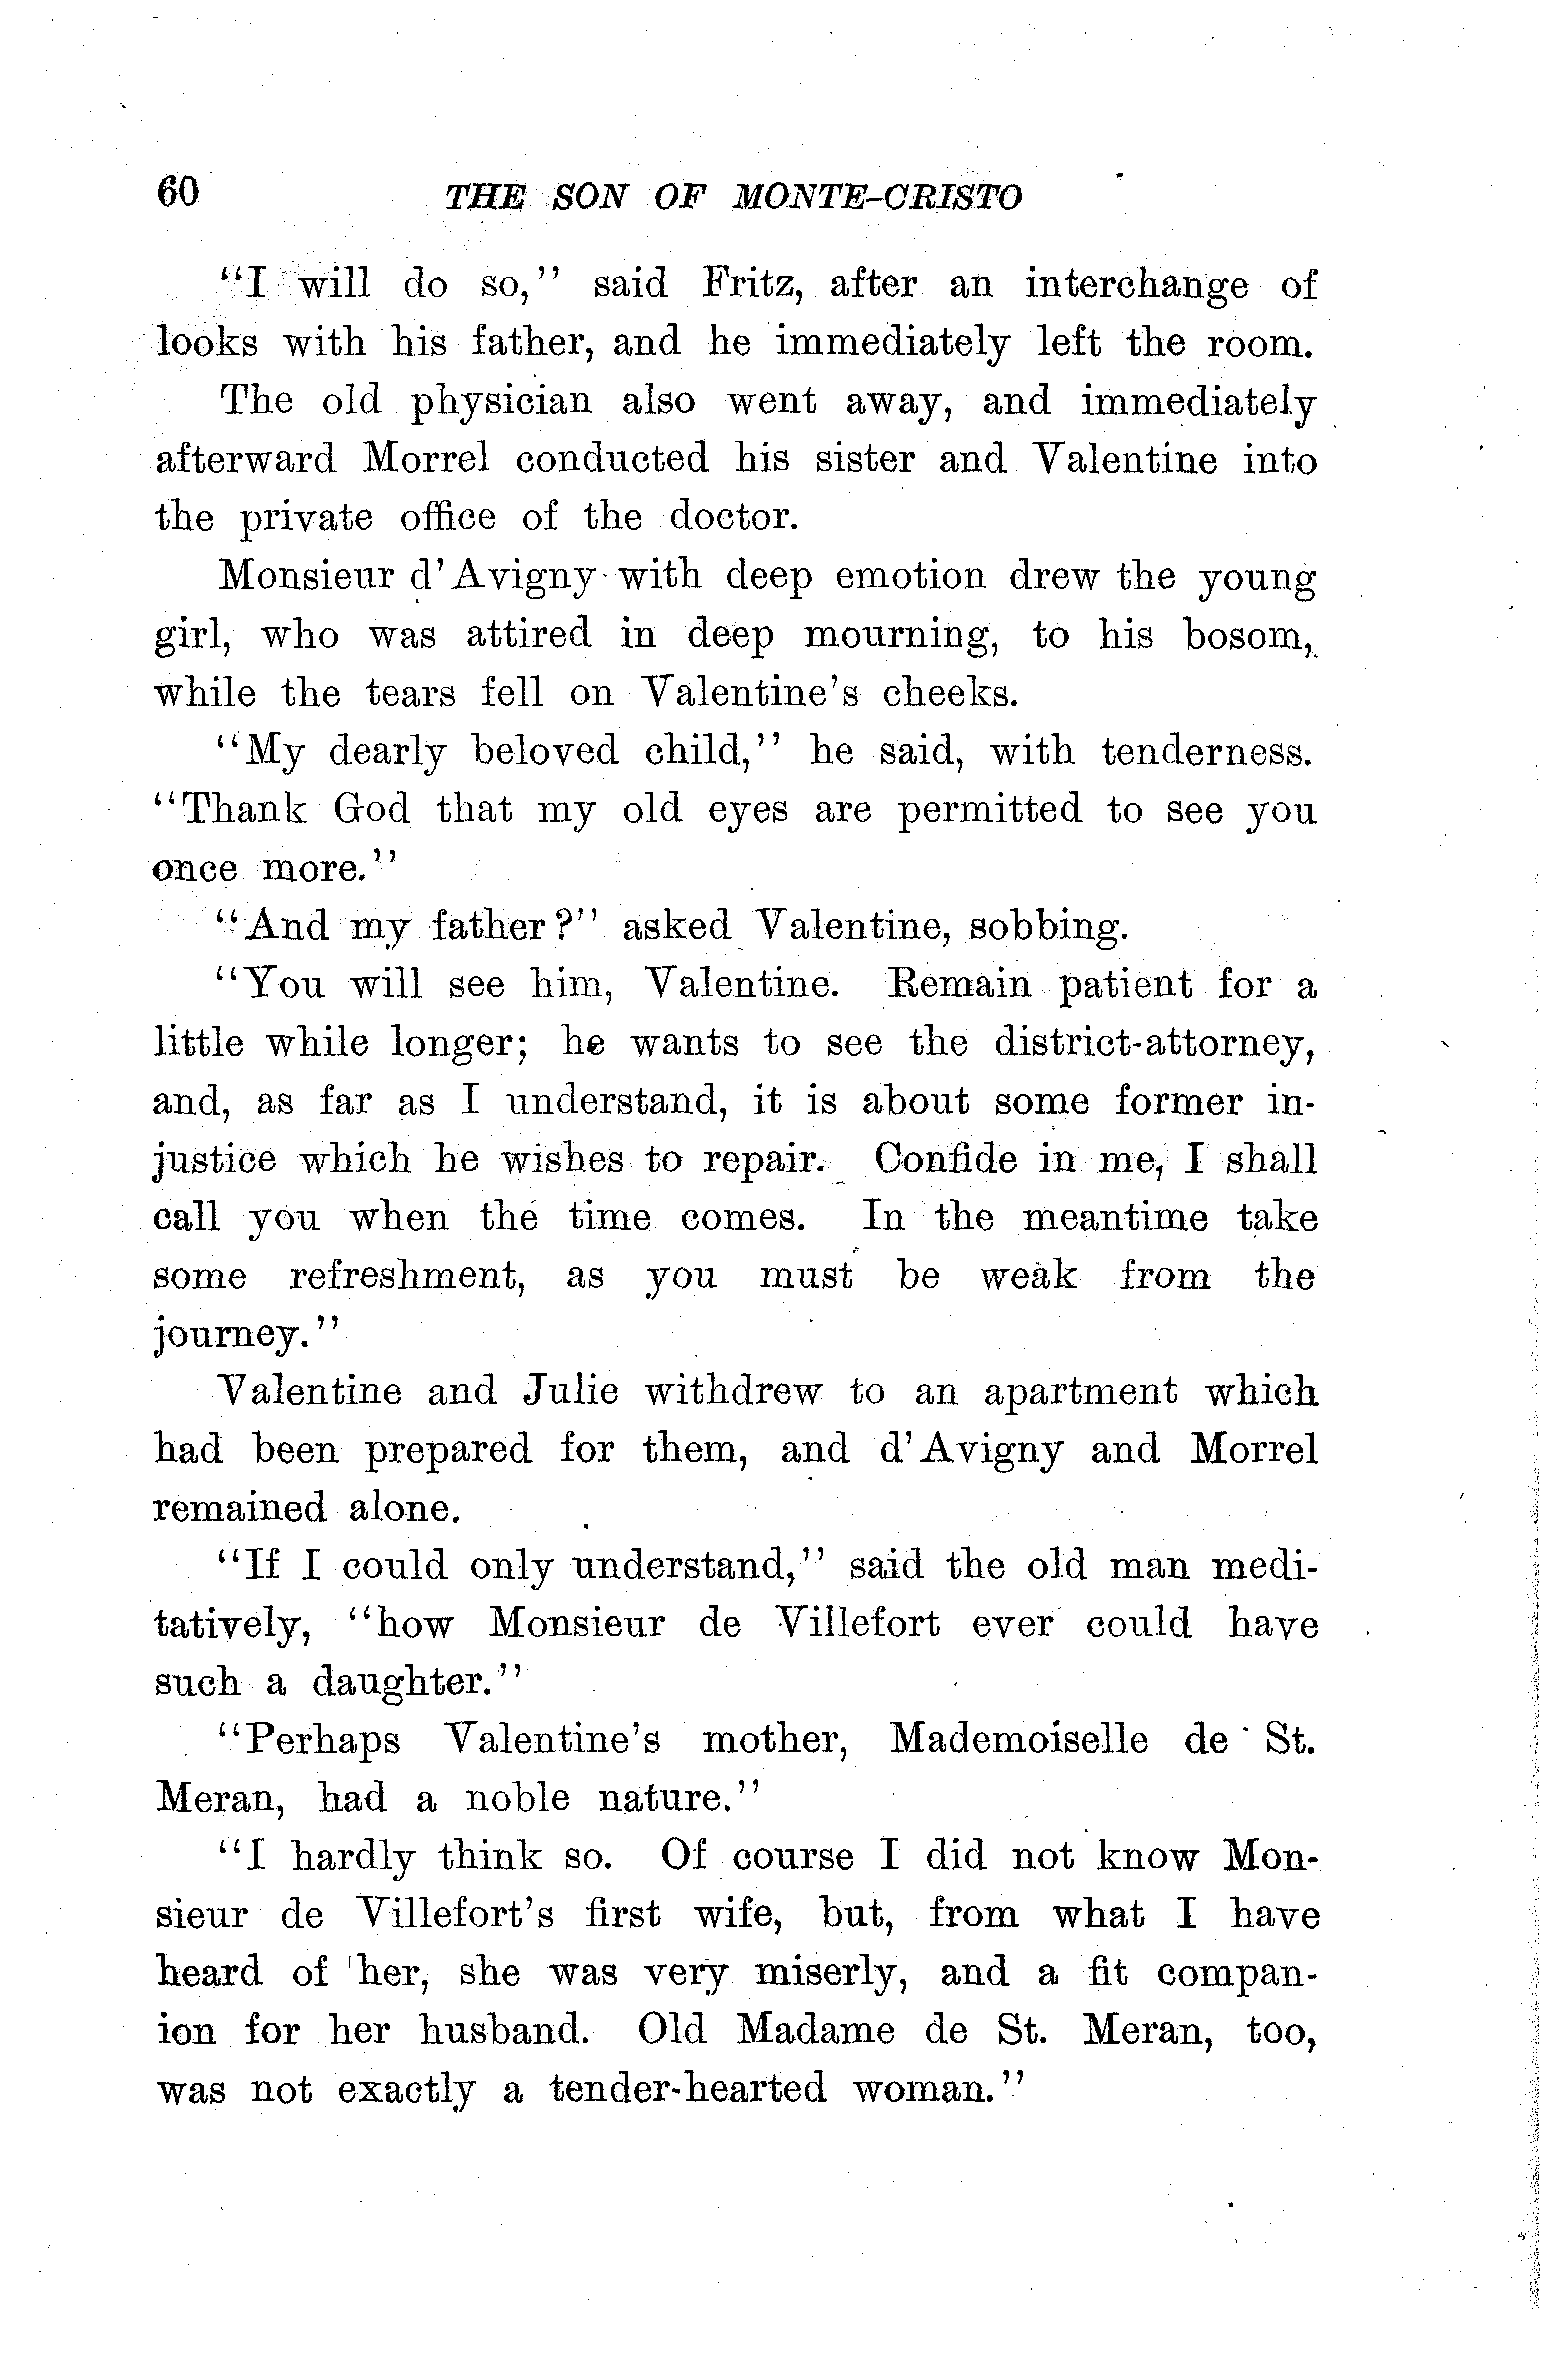 60 THE SON OF MONTE-CRISTO
"I will do so," said Fritz, after an interchange of
looks with his father, and he immediately left the room.
The old physician also went away, and immediately
afterward Morrel conducted his sister and Valentine into
the private office of the doctor.
Monsieur d'Avigny with deep emotion drew the young
girl, who was attired in deep mourning, to his bosom,
while the tears fell on Valentine's cheeks.
"My dearly beloved child," he said, with tenderness.
"Thank God that my old eyes are permitted to see you
once more."
"And my father?" asked Valentine, sobbing.
"You will see him, Valentine. Remain patient for a
little while longer; he wants to see the district-attorney,
and, as far as I understand, it is about some former in-
justice which he wishes to repair. Confide in me, I shall
call you when the time comes. In the meantime take
some refreshment, as you must be weak from the
journey."
Valentine and Julie withdrew to an apartment which
had been prepared for them, and d'Avigny and Morrel
remained alone.
"If I could only understand," said the old man medi-
tatively, "how Monsieur de Villefort ever could have
such a daughter."
"Perhaps Valentine's mother, Mademoiselle de St.
Meran, had a noble nature."
"I hardly think so. Of course I did not know Mon-
sieur de Villefort's first wife, but, from what I have
heard of her, she was very miserly, and a fit compan-
ion for her husband. Old Madame de St. Meran, too,
was not exactly a tender-hearted woman."